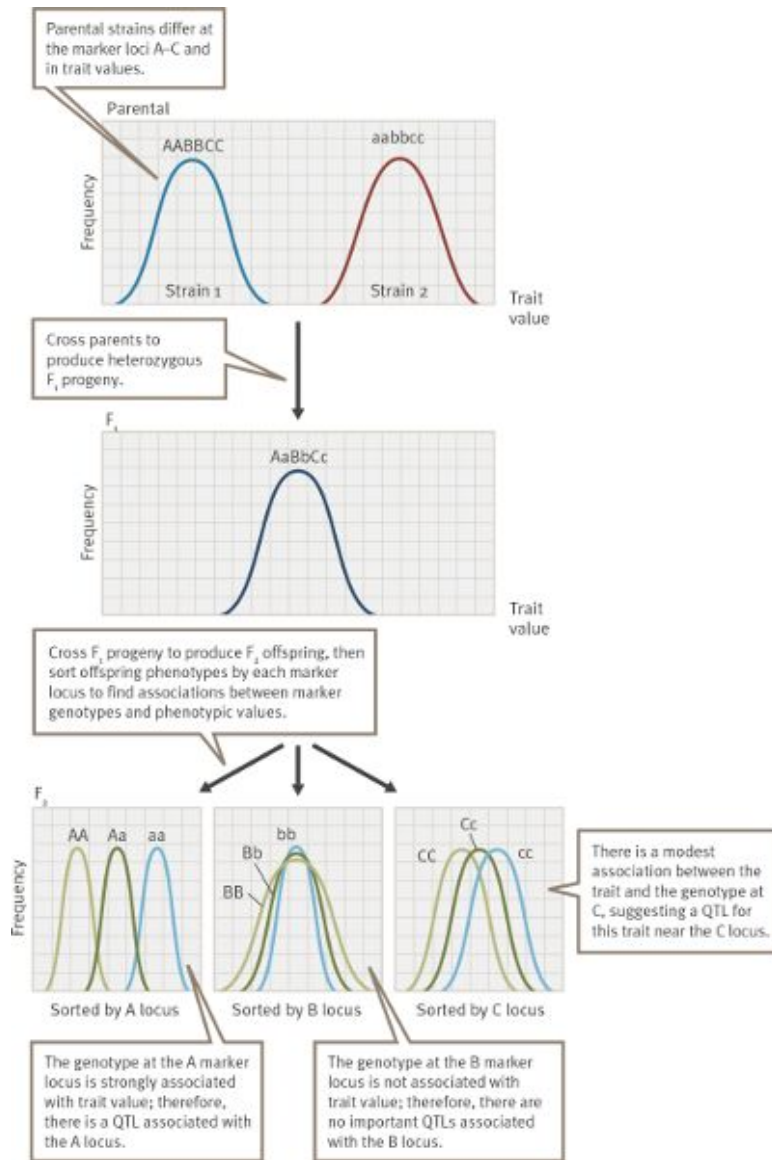 Parental strains differ at
the marker loci A–C and
in trait values.
Parental
AABBCC
aabbcc
Frequency
Strain 1
Strain 2
Trait
value
Cross parents to
produce heterozygous
F₁ progeny.
F₁
AaBbCc
Frequency
Trait
value
Cross F₁ progeny to produce F₂ offspring, then
sort offspring phenotypes by each marker
locus to find associations between marker
genotypes and phenotypic values.
F₂
AA
Aa
aa
Frequency
Sorted by A locus
bb
Bb
BB
Sorted by B locus
Cc
CC
cc
Sorted by C locus
There is a modest
association between the
trait and the genotype at
C, suggesting a QTL for
this trait near the C locus.
The genotype at the A marker
locus is strongly associated
with trait value; therefore,
there is a QTL associated with
the A locus.
The genotype at the B marker
locus is not associated with
trait value; therefore, there are
no important QTLs associated
with the B locus.